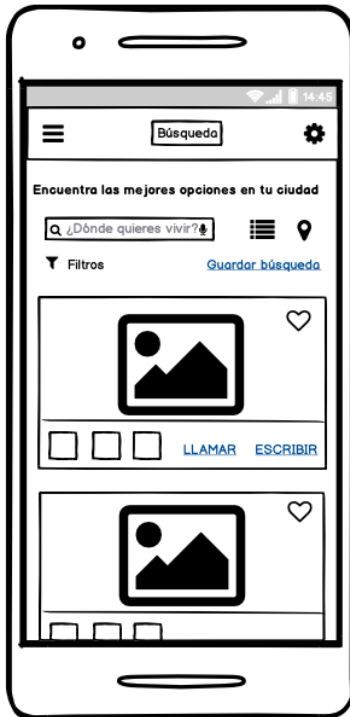 14.45
Búsqueda
Encuentra las mejores opciones en tu ciudad
¿Dónde quieres vivir?
Filtros
Guardar búsqueda
LLAMAR ESCRIBIR